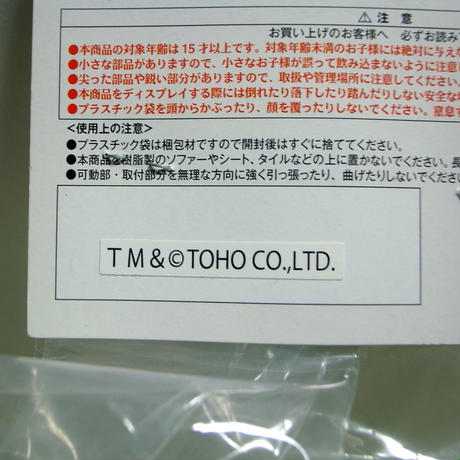 ⚠ 注 意
お買い上げのお客様へ 必ずお読み
●本商品の対象年齢は15才以上です。対象年齢未満のお子様には絶対に与えな
●小さな部品がありますので、小さなお子様が誤って飲み込まないように注意し
●尖った部品や鋭い部分がありますので、取扱や管理場所に注意してください。
●本商品をディスプレイする際には倒れたり落下したり踏んだりしない安全な場
●プラスチック袋を頭からかぶったり、顔を覆ったりしないでください。窒息す
<使用上の注意>
●プラスチック袋は梱包材ですので開封後はすぐに捨ててください。
●本商品を樹脂製のソファーやシート、タイルなどの上に置かないでください。長
●可動部・取付部分を無理な方向に強く引っ張ったり、曲げたりしないでください
TM&©TOHO CO.,LTD.